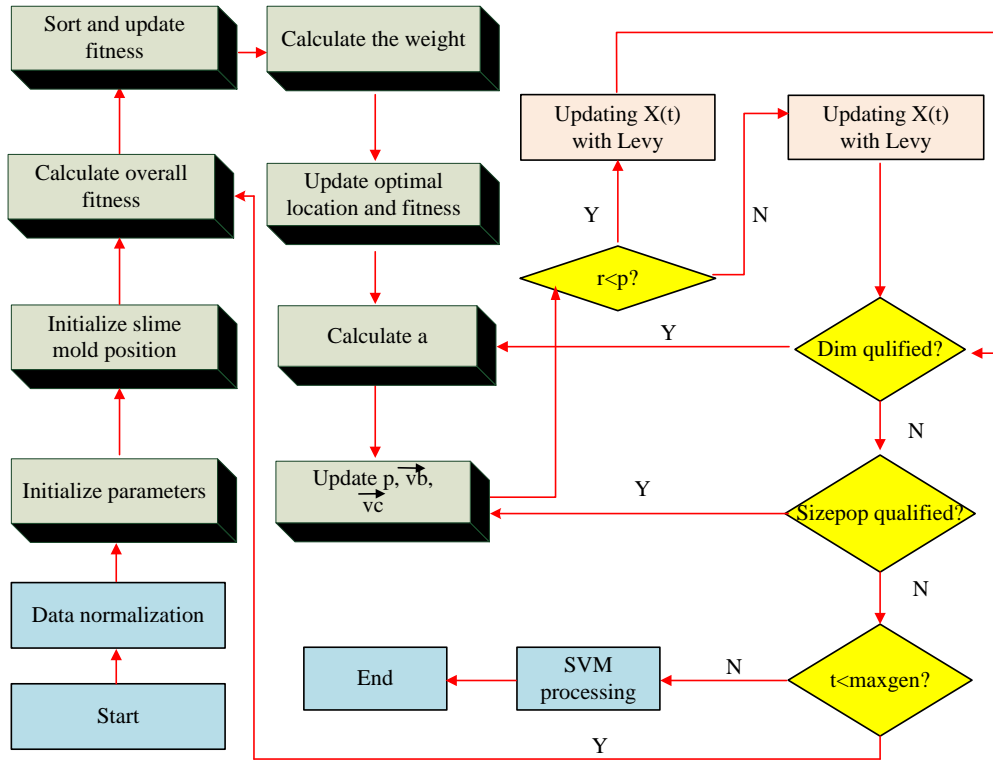 Sort and update
fitness
Calculate the weight
Updating X(t)
with Levy
Updating X(t)
with Levy
Calculate overall
fitness
Update optimal
location and fitness
Y
N
r<p?
Initialize slime
mold position
Calculate a
Y
Dim qulified?
N
Initialize parameters
Update p, vb,
vc
Y
Sizepop qualified?
N
Data normalization
Start
End
SVM
processing
N
t<maxgen?
Y